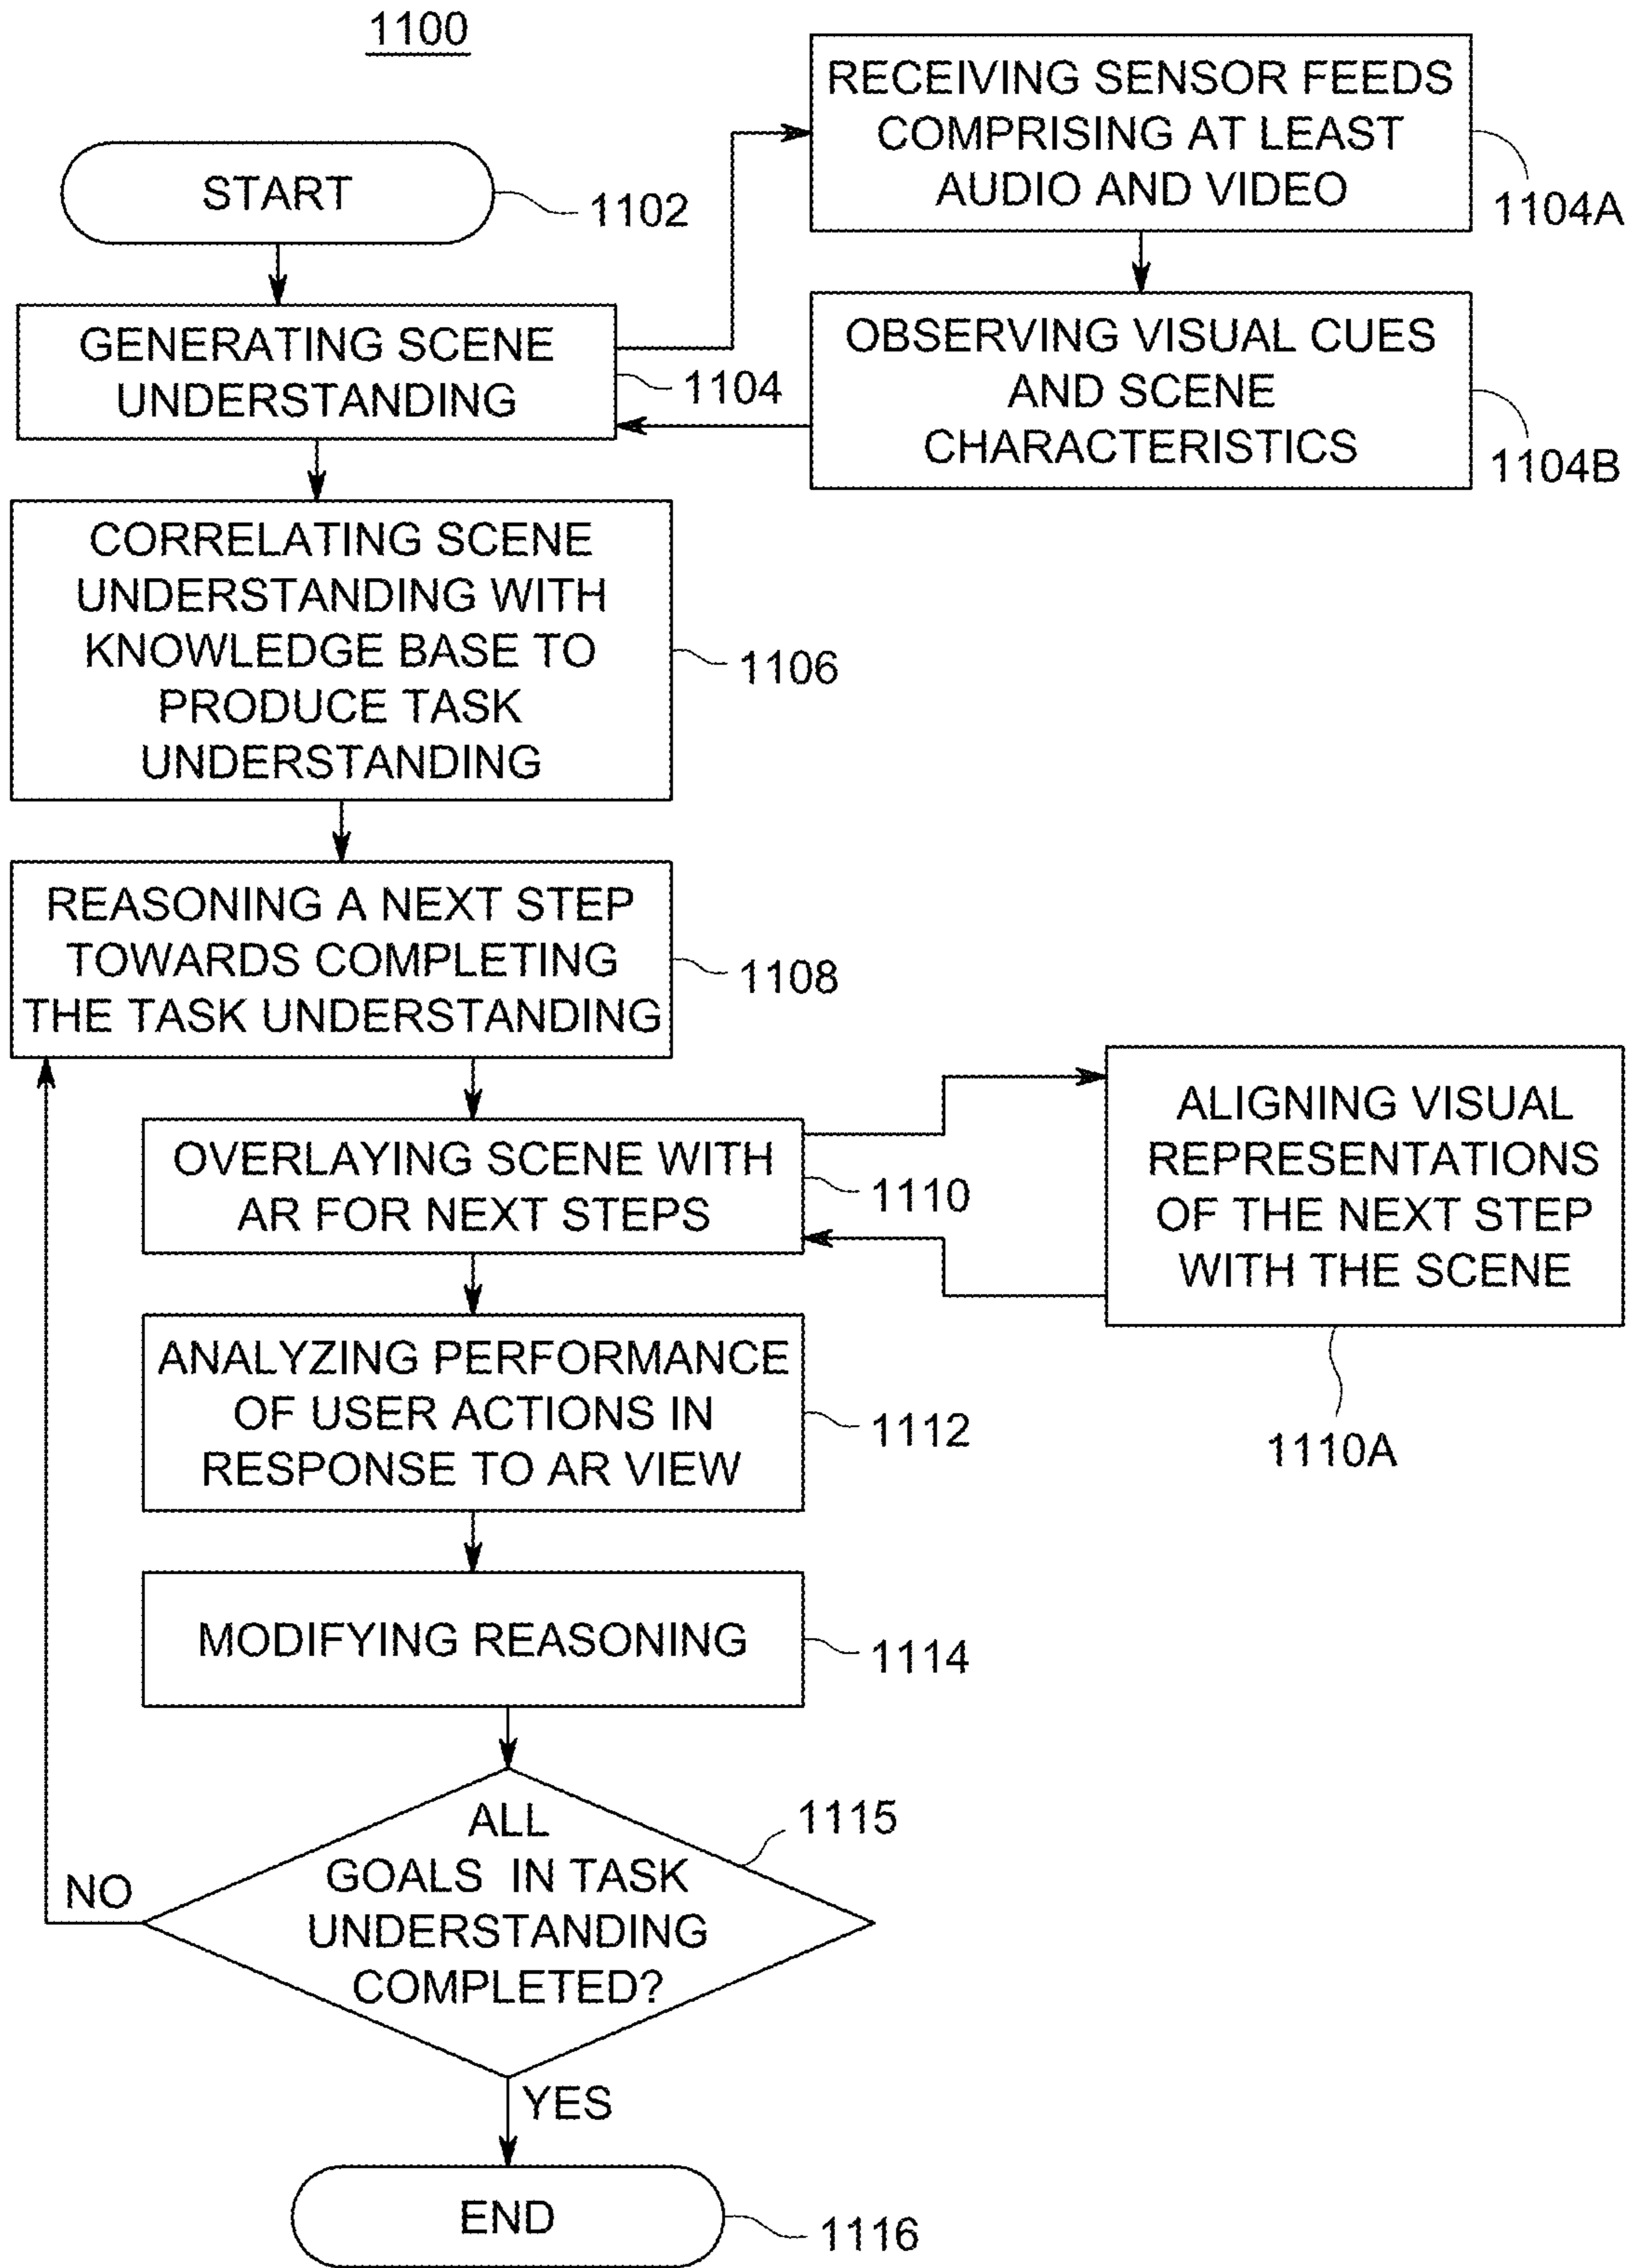 1100
START
1102
GENERATING SCENE
UNDERSTANDING
1104
RECEIVING SENSOR FEEDS
COMPRISING AT LEAST
AUDIO AND VIDEO
1104A
OBSERVING VISUAL CUES
AND SCENE
CHARACTERISTICS
1104B
CORRELATING SCENE
UNDERSTANDING WITH
KNOWLEDGE BASE TO
PRODUCE TASK
UNDERSTANDING
1106
REASONING A NEXT STEP
TOWARDS COMPLETING
THE TASK UNDERSTANDING
1108
OVERLAYING SCENE WITH
AR FOR NEXT STEPS
1110
ALIGNING VISUAL
REPRESENTATIONS
OF THE NEXT STEP
WITH THE SCENE
1110A
ANALYZING PERFORMANCE
OF USER ACTIONS IN
RESPONSE TO AR VIEW
1112
MODIFYING REASONING
1114
ALL
GOALS IN TASK
UNDERSTANDING
COMPLETED?
1115
NO
YES
END
1116